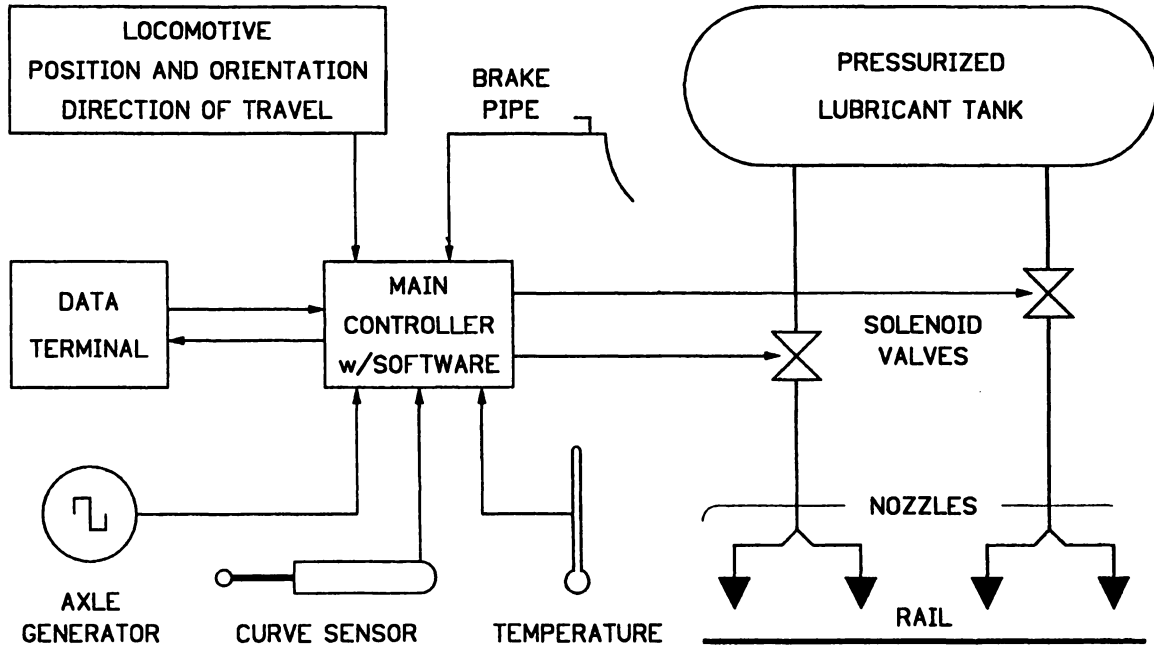 LOCOMOTIVE
POSITION AND ORIENTATION
DIRECTION OF TRAVEL
BRAKE
PIPE
PRESSURIZED
LUBRICANT TANK
DATA
TERMINAL
MAIN
CONTROLLER
w/SOFTWARE
SOLENOID
VALVES
NOZZLES
AXLE
GENERATOR
CURVE SENSOR
TEMPERATURE
RAIL